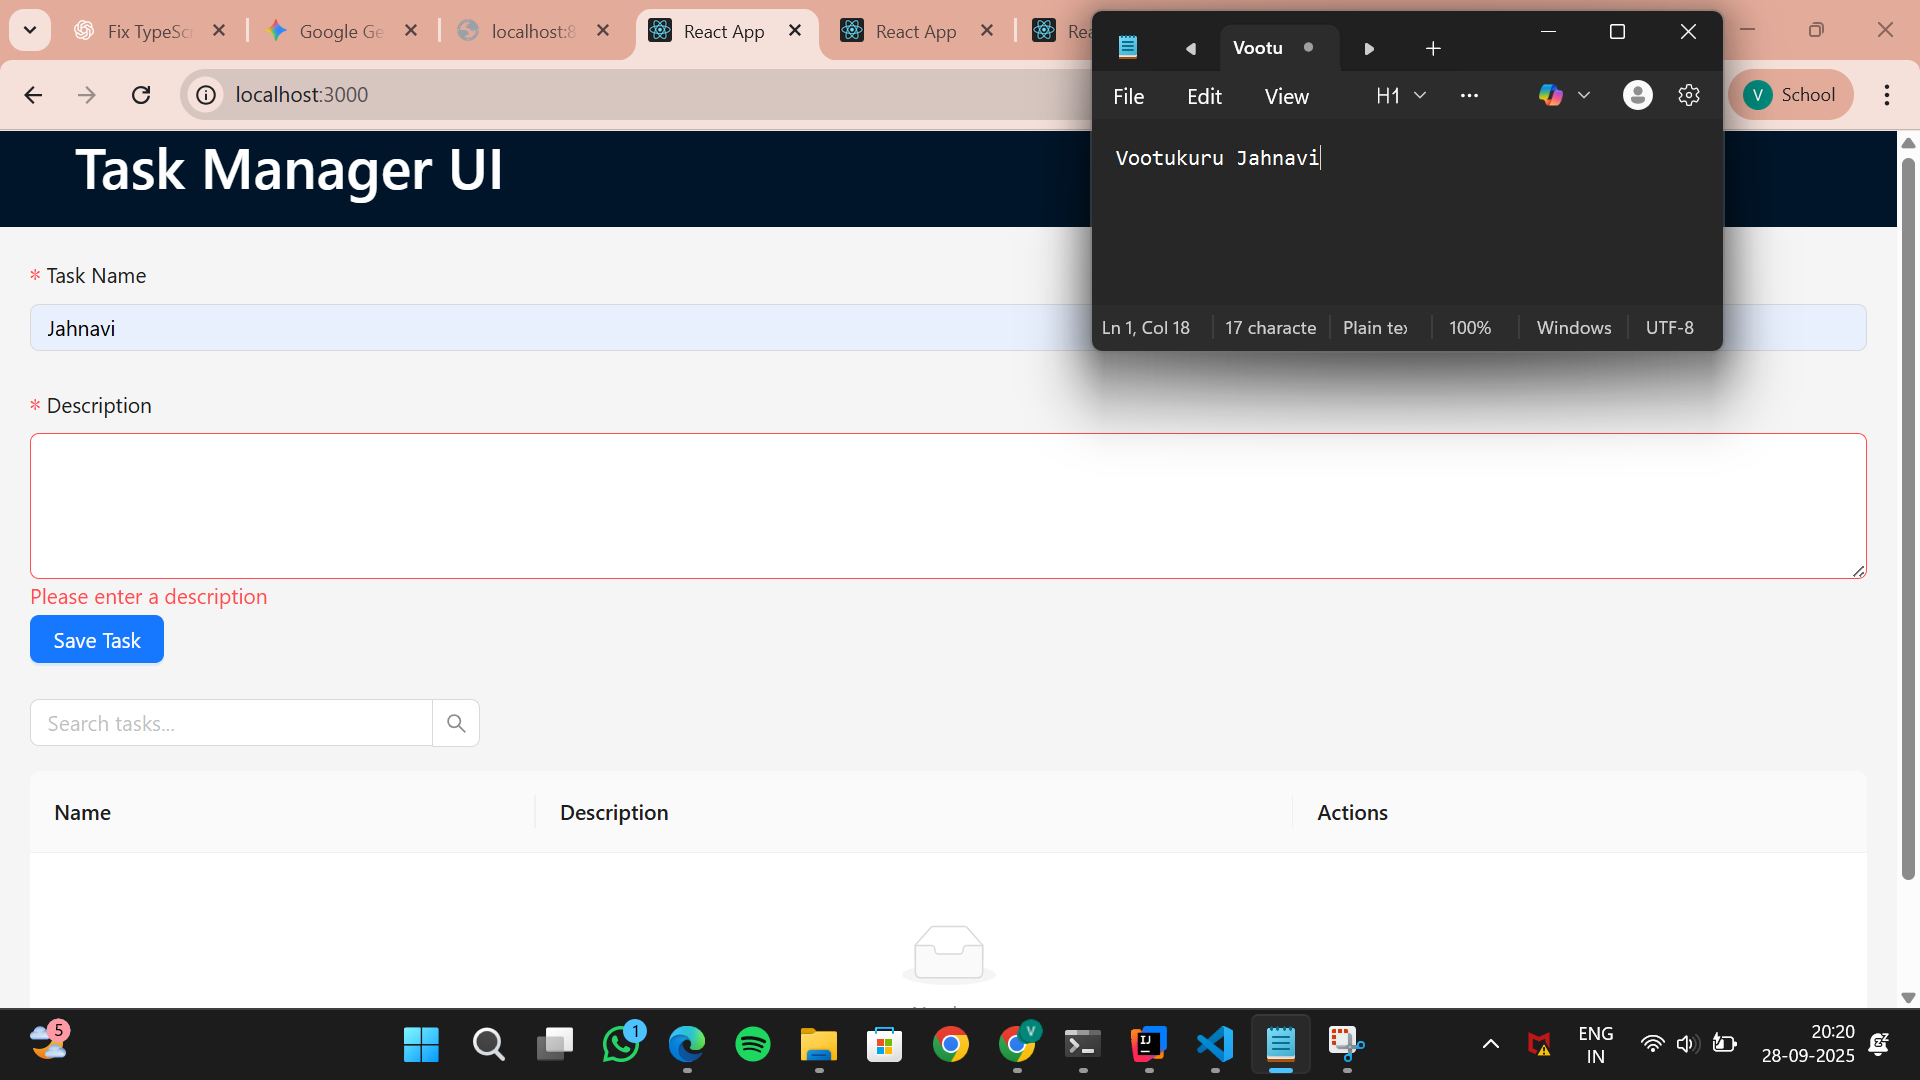 Fix TypeSc
Google Ge
localhost:8
React App
React App
Rea
localhost:3000
School
V
Vootu
File
Edit
View
H1
Vootukuru Jahnavi
Ln 1, Col 18
17 characte
Plain tex
100%
Windows
UTF-8
Task Manager UI
* Task Name
Jahnavi
* Description
Please enter a description
Save Task
Search tasks...
Name
Description
Actions
5
1
V
IJ
ENG
IN
20:20
28-09-2025